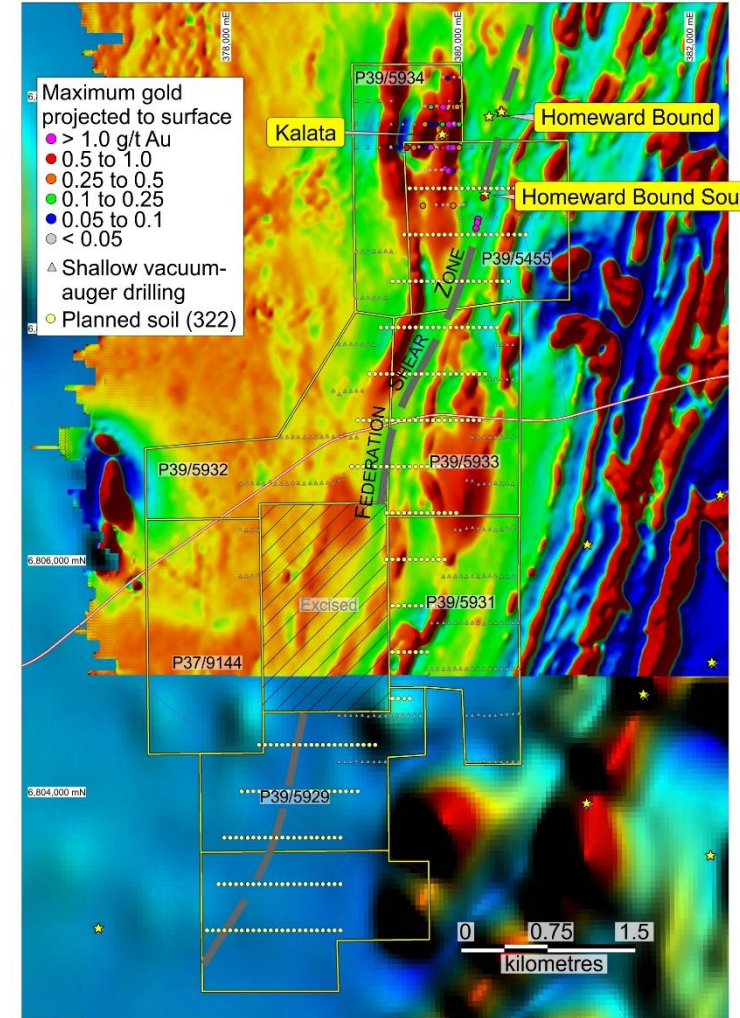 378,000 mE
380,000 mE
382,000 mE
P39/5934
Maximum gold
projected to surface
> 1.0 g/t Au
0.5 to 1.0
0.25 to 0.5
0.1 to 0.25
0.05 to 0.1
< 0.05
Shallow vacuum-
auger drilling
Planned soil (322)
Kalata
Homeward Bound
Homeward Bound Sou
P39/5455
FEDERATION SHEAR ZONE
P39/5932
P39/5933
6,806,000 mN
Excised
P39/5931
P37/9144
6,804,000 mN
P39/5929
0 0.75 1.5
kilometres